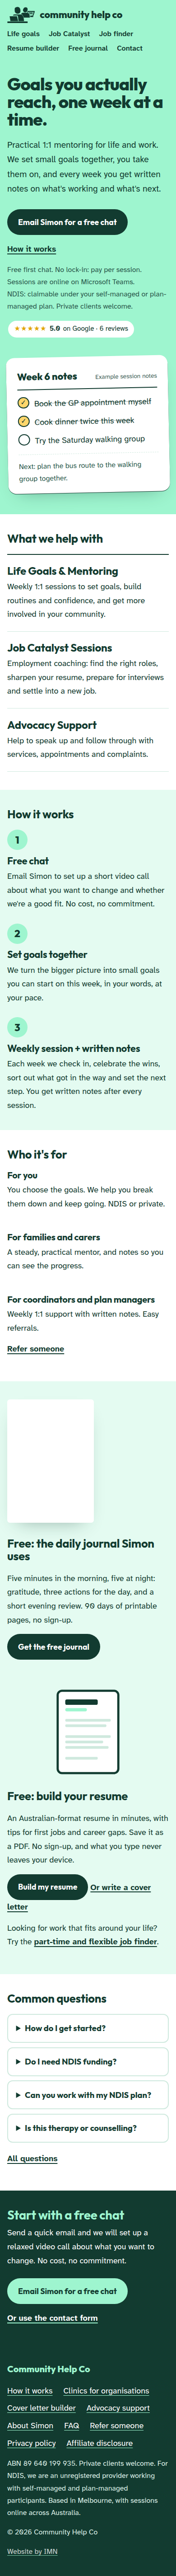 community help co
Life goals Job Catalyst Job finder
Resume builder Free journal Contact
Goals you actually
reach, one week at a
time.
Practical 1:1 mentoring for life or work.
We set small goals together, you take
them on, and every week you get written
notes on what's working and what's next.
Email Simon for a free chat
How it works
Free first chat. No lock-in: pay per session.
Sessions are online on Microsoft Teams.
NDIS: claimable under your self-managed or plan-
managed plan. Private clients welcome.
★★★★★ 5.0 on Google · 6 reviews
Week 6 notes Example session notes
✓ Book the GP appointment myself
✓ Cook dinner twice this week
Try the Saturday walking group
Next: plan the bus route to the walking
group together.
What we help with
Life Goals & Mentoring
Weekly 1:1 sessions to set goals, build
routines and confidence, and get more
involved in your community.
Job Catalyst Sessions
Employment coaching: find the right roles,
sharpen your resume, prepare for interviews
and settle into a new job.
Advocacy Support
Help to speak up and follow through with
services, appointments and complaints.
How it works
1
Free chat
Email Simon to set up a short video call
about what you want to change and whether
we're a good fit. No cost, no commitment.
2
Set goals together
We turn the bigger picture into small goals
you can start on this week, in your words, at
your pace.
3
Weekly session + written notes
Each week we check in, celebrate the wins,
sort out what got in the way and set the next
step. You get written notes after every
session.
Who it's for
For you
You choose the goals. We help you break
them down and keep going. NDIS or private.
For families and carers
A steady, practical mentor, and notes so you
can see the progress.
For coordinators and plan managers
Weekly 1:1 support with written notes. Easy
referrals.
Refer someone
Free: the daily journal Simon
uses
Five minutes in the morning, five at night:
gratitude, three actions for the day, and a
short evening review. 90 days of printable
pages, no sign-up.
Get the free journal
Free: build your resume
An Australian-format resume in minutes, with
tips for first jobs and career gaps. Save it as
a PDF. No sign-up, and what you type never
leaves your device.
Build my resume Or write a cover
letter
Looking for work that fits around your life?
Try the part-time and flexible job finder.
Common questions
▶ How do I get started?
▶ Do I need NDIS funding?
▶ Can you work with my NDIS plan?
▶ Is this therapy or counselling?
All questions
Start with a free chat
Send a quick email and we will set up a
relaxed video call about what you want to
change. No cost, no commitment.
Email Simon for a free chat
Or use the contact form
Community Help Co
How it works Clinics for organisations
Cover letter builder Advocacy support
About Simon FAQ Refer someone
Privacy policy Affiliate disclosure
ABN 89 640 199 935. Private clients welcome. For
NDIS, we are an unregistered provider working
with self-managed and plan-managed
participants. Based in Melbourne, with sessions
online across Australia.
© 2026 Community Help Co
Website by IMN